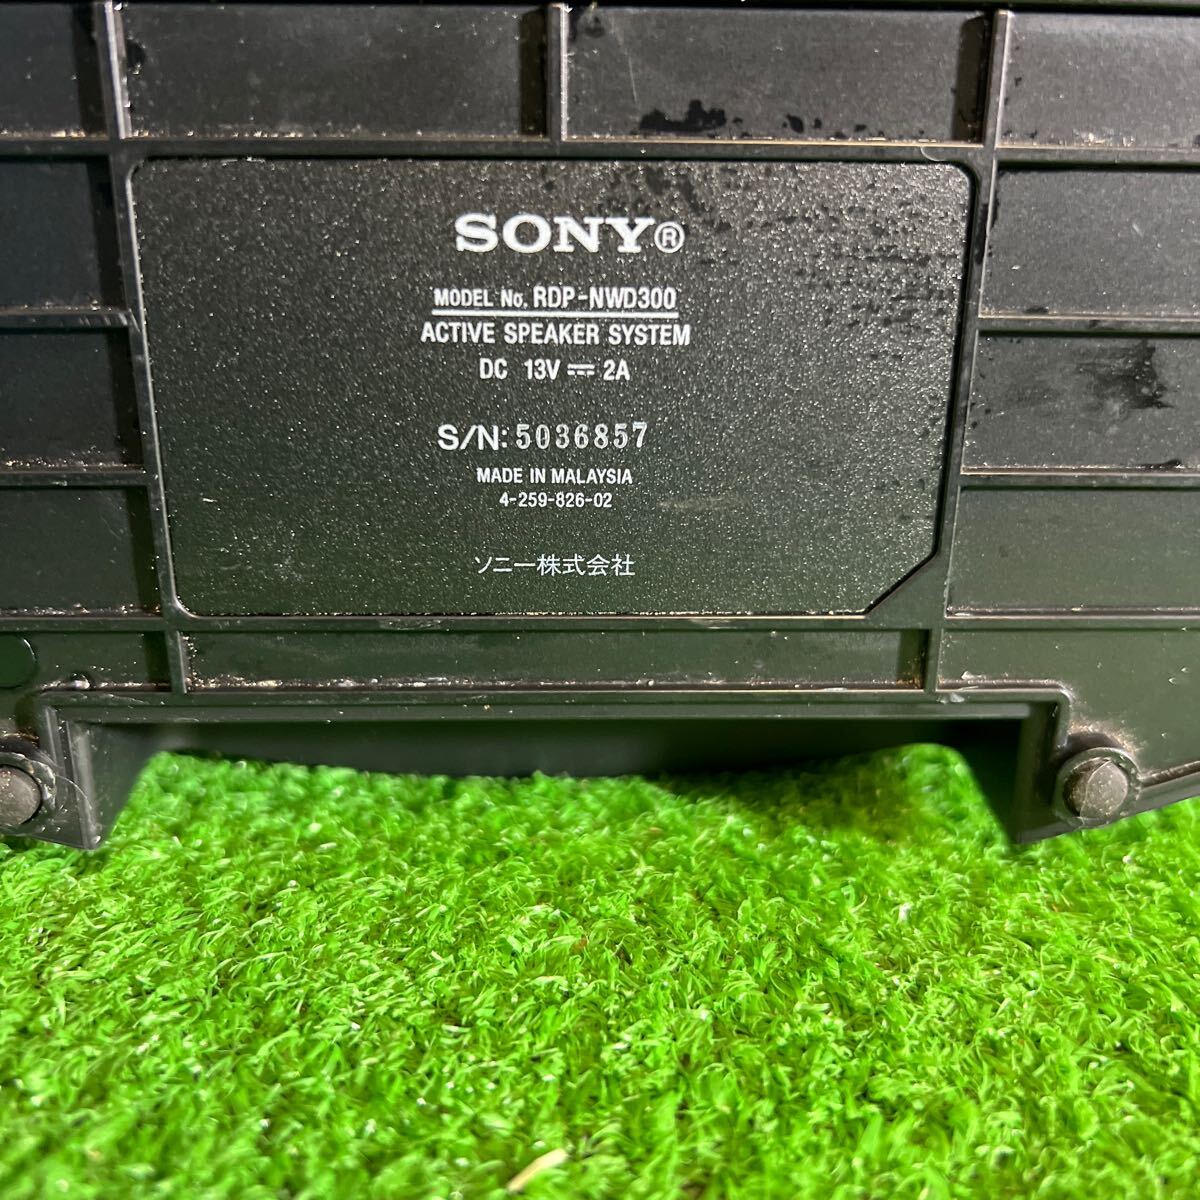 SONY®
MODEL No. RDP-NWD300
ACTIVE SPEAKER SYSTEM
DC 13V ⎓ 2A
S/N: 5036857
MADE IN MALAYSIA
4-259-826-02
ソニー株式会社